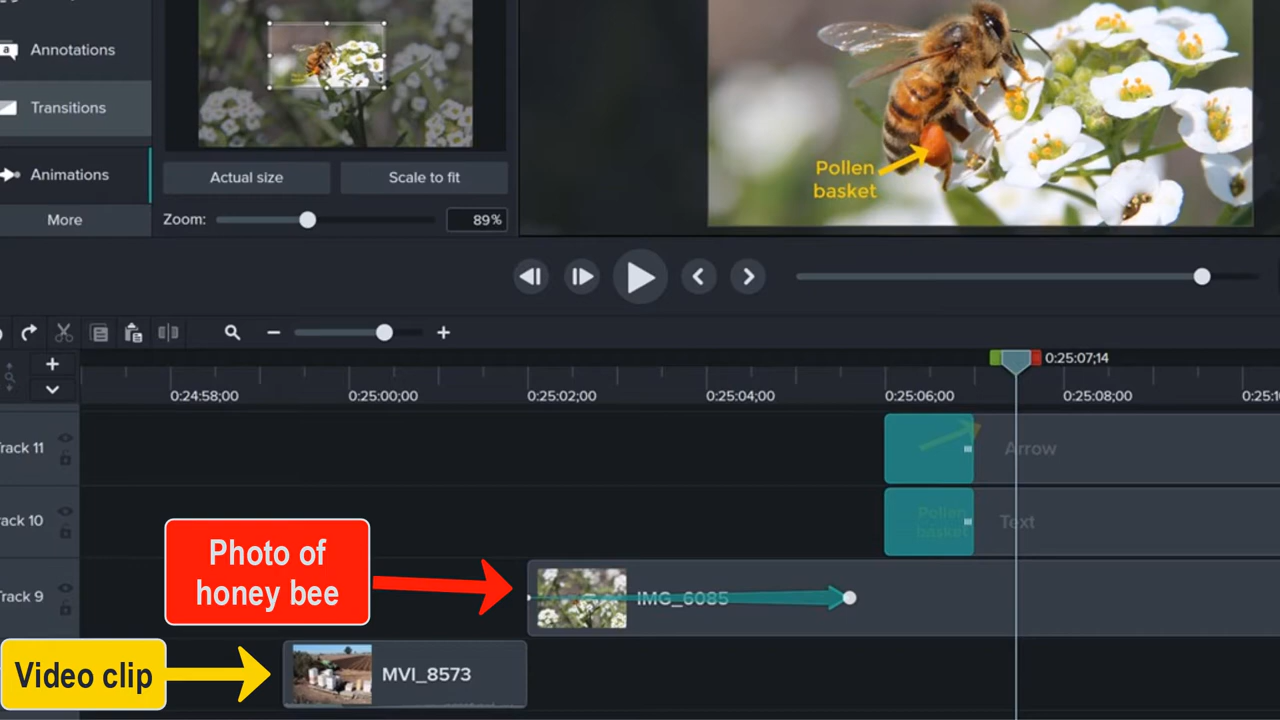 a
Annotations
Transitions
Animations
More
Actual size
Scale to fit
Zoom:
89%
Pollen
basket
0:25:07;14
0:24:58;00
0:25:00;00
0:25:02;00
0:25:04;00
0:25:06;00
0:25:08;00
0:25:1
rack 11
Arrow
rack 10
Pollen
basket
Text
Photo of
honey bee
rack 9
IMG_6085
Video clip
MVI_8573